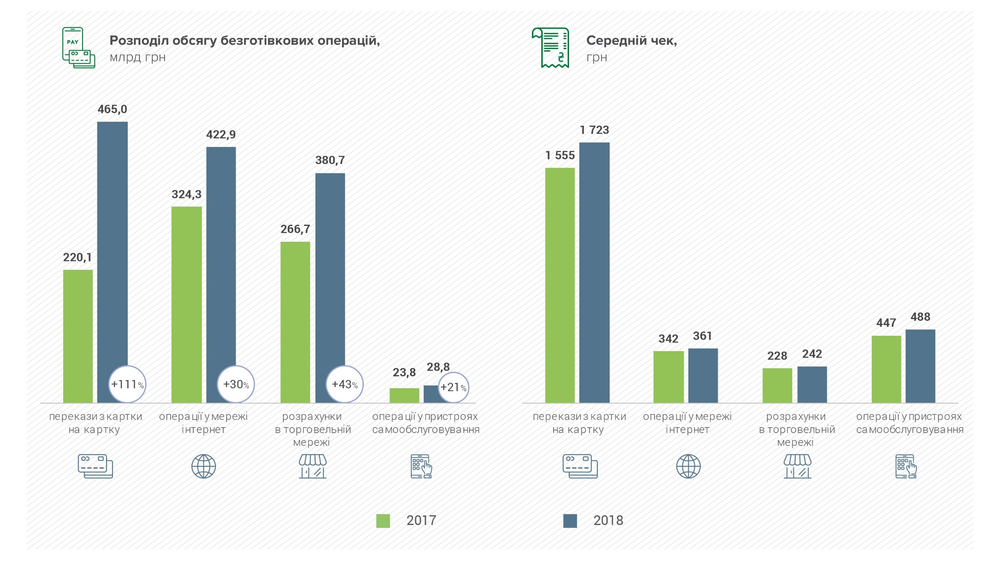 PAY
Розподіл обсягу безготівкових операцій,
млрд грн
465,0
422,9
380,7
324,3
266,7
220,1
28,8
23,8
+111%
+30%
+43%
+21%
перекази з картки
на картку
операції у мережі
інтернет
розрахунки
в торговельній
мережі
операції у пристроях
самообслуговування
₴
Середній чек,
грн
1 723
1 555
488
447
361
342
242
228
перекази з картки
на картку
операції у мережі
інтернет
розрахунки
в торговельній
мережі
операції у пристроях
самообслуговування
2017
2018